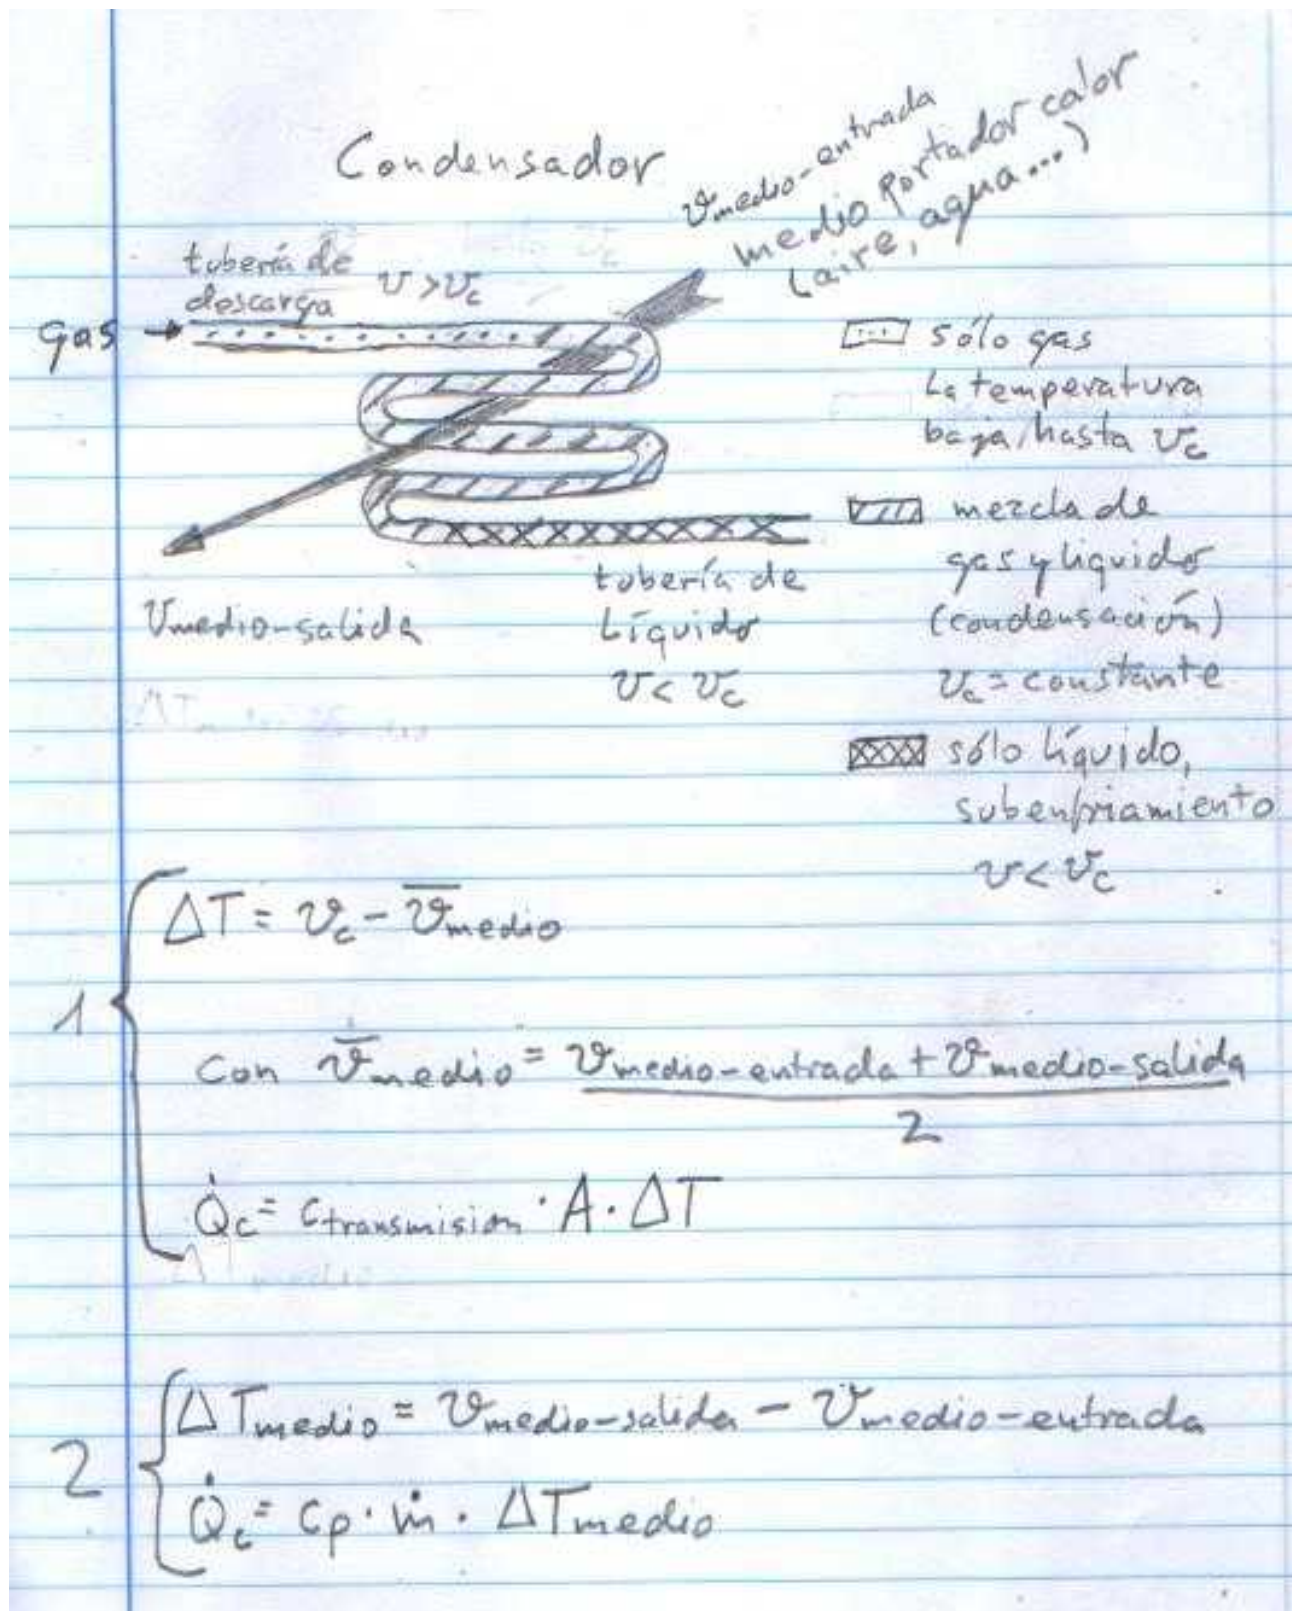 Condensador
ϑmedio-entrada
medio portador calor
(aire, agua...)
tubería de
descarga
ϑ>ϑc
gas →
sólo gas
La temperatura
baja hasta ϑc
mezcla de
gas y líquido
(condensación)
ϑc = constante
sólo líquido,
subenfriamiento
ϑ<ϑc
ϑmedio-salida
tubería de
Líquido
ϑ<ϑc
1
ΔT = ϑc - ϑ̅medio
con ϑ̅medio = ϑmedio-entrada + ϑmedio-salida
2
Q̇c = Ctransmision · A · ΔT
2
ΔTmedio = ϑmedio-salida - ϑmedio-entrada
Q̇c = cp · ṁ · ΔTmedio